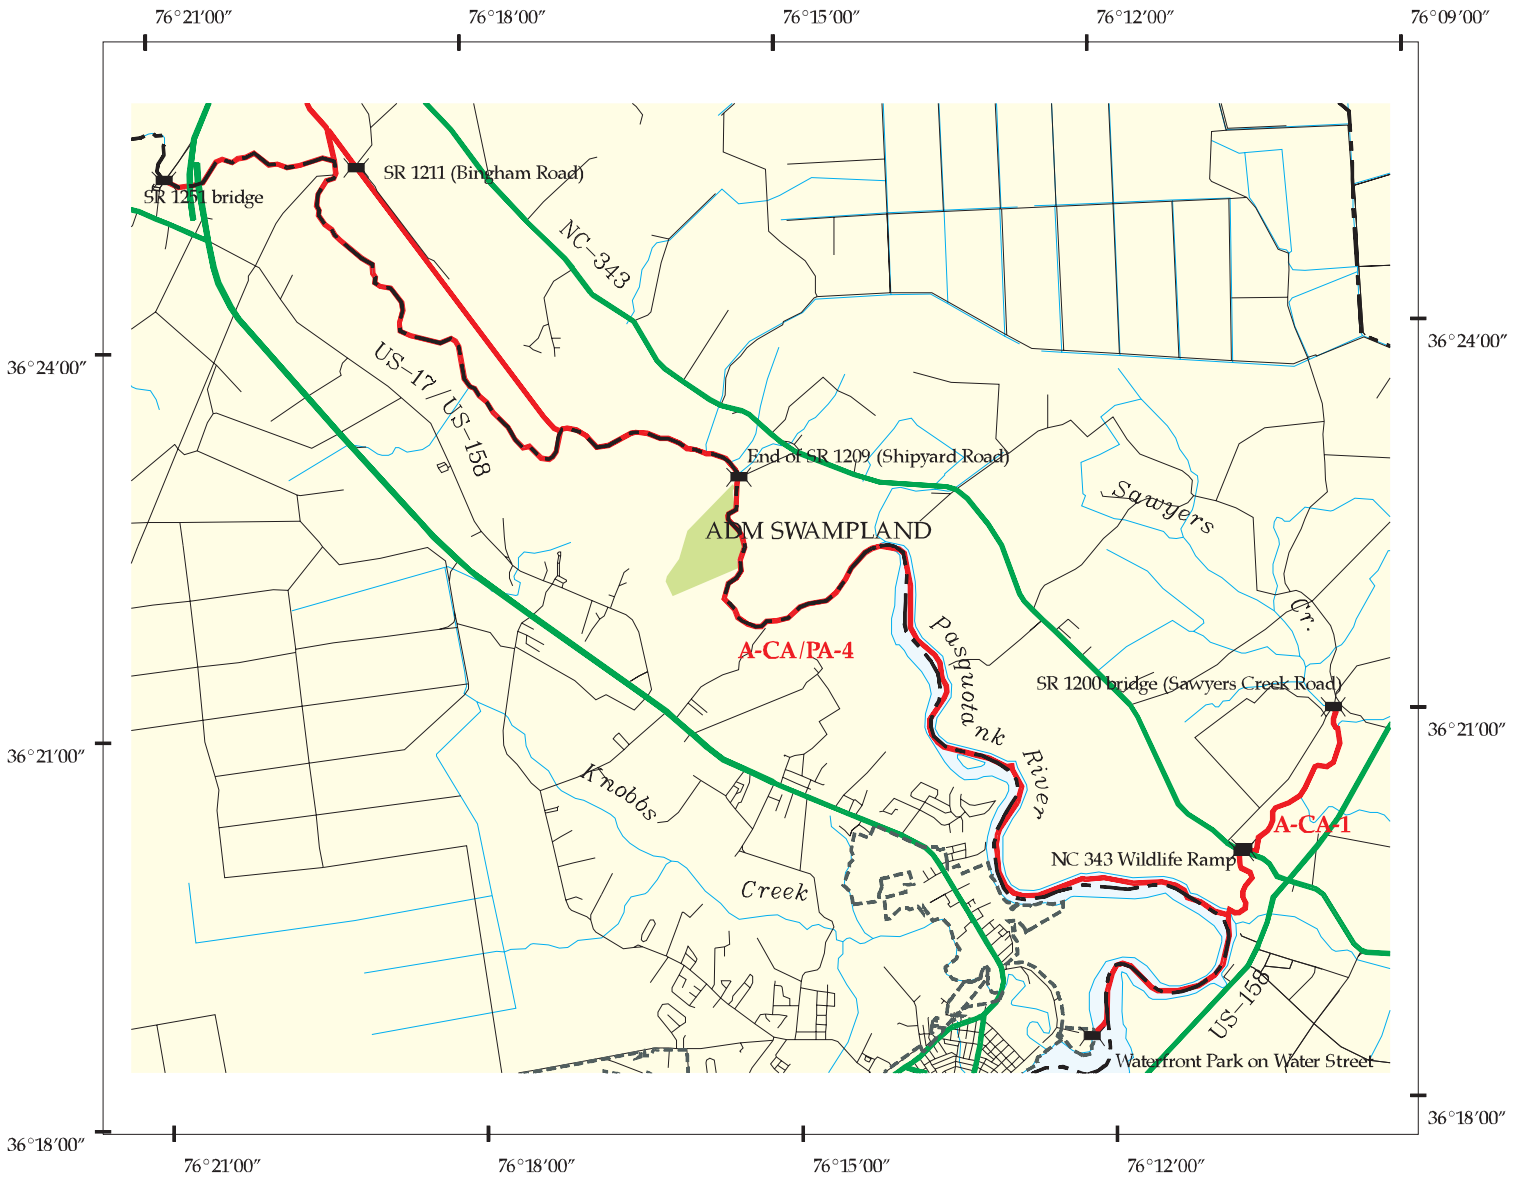 76°21′00″ 76°18′00″ 76°15′00″ 76°12′00″ 76°09′00″
SR 1211 (Bingham Road)
SR 1251 bridge
NC-343
36°24′00″
36°24′00″
US-17/US-158
End of SR 1209 (Shipyard Road)
Sawyers
Cr.
ADM SWAMPLAND
A-CA/PA-4
Pasquotank
River
SR 1200 bridge (Sawyers Creek Road)
36°21′00″
36°21′00″
Knobbs
Creek
A-CA-1
NC 343 Wildlife Ramp
US-158
Waterfront Park on Water Street
36°18′00″
36°18′00″
76°21′00″ 76°18′00″ 76°15′00″ 76°12′00″